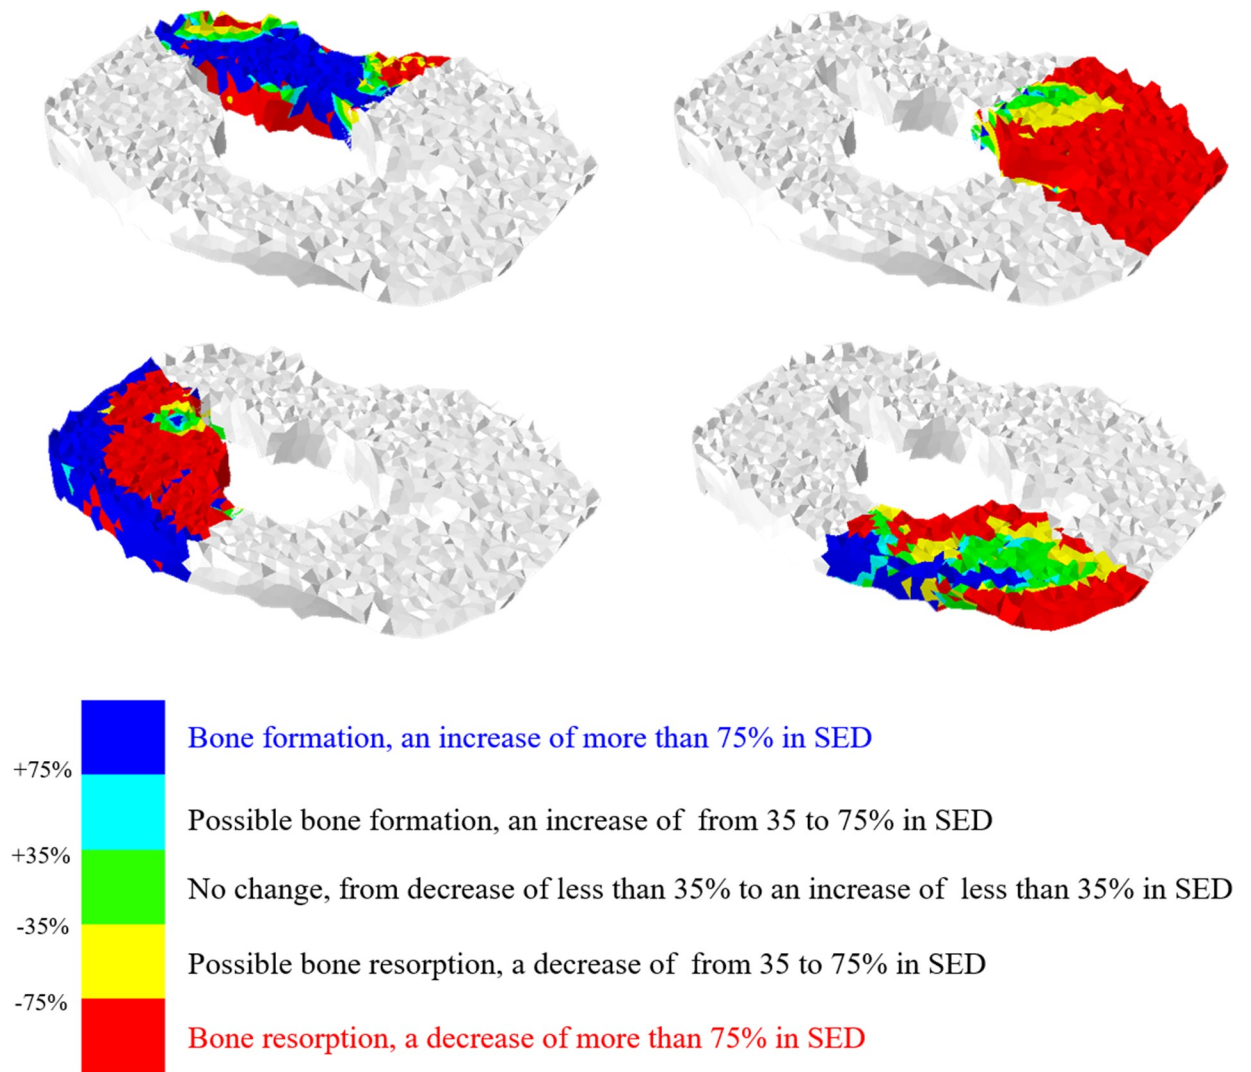 Bone formation, an increase of more than 75% in SED
+75%
Possible bone formation, an increase of  from 35 to 75% in SED
+35%
No change, from decrease of less than 35% to an increase of  less than 35% in SED
-35%
Possible bone resorption, a decrease of  from 35 to 75% in SED
-75%
Bone resorption, a decrease of more than 75% in SED